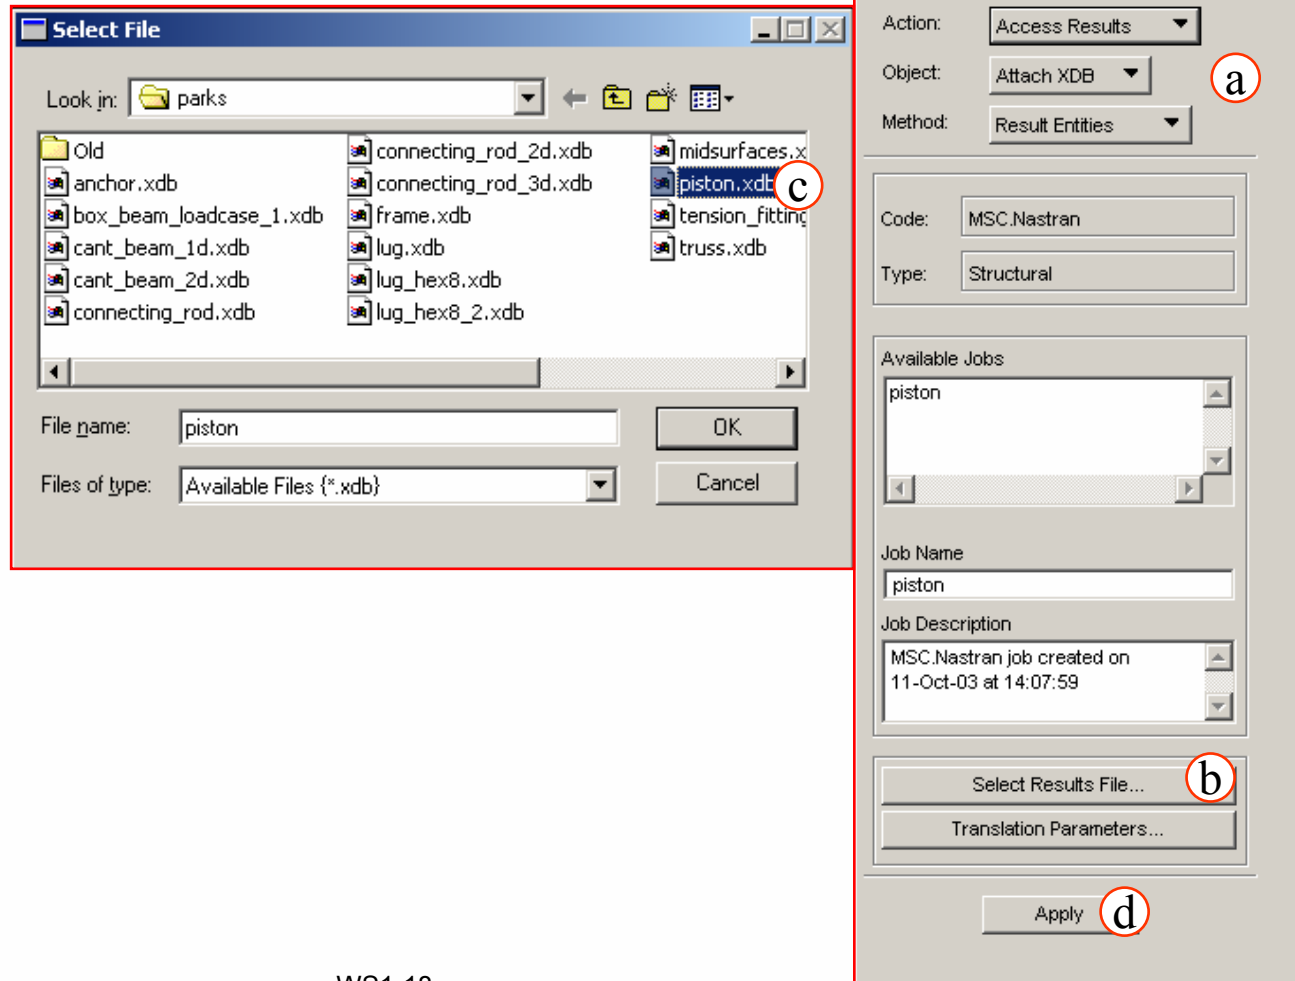 Select File
Look in: parks
Old
anchor.xdb
box_beam_loadcase_1.xdb
cant_beam_1d.xdb
cant_beam_2d.xdb
connecting_rod.xdb
connecting_rod_2d.xdb
connecting_rod_3d.xdb
frame.xdb
lug.xdb
lug_hex8.xdb
lug_hex8_2.xdb
midsurfaces.x
piston.xdb
c
tension_fitting
truss.xdb
File name: piston
OK
Files of type: Available Files {*.xdb}
Cancel
Action: Access Results
Object: Attach XDB
a
Method: Result Entities
Code: MSC.Nastran
Type: Structural
Available Jobs
piston
Job Name
piston
Job Description
MSC.Nastran job created on
11-Oct-03 at 14:07:59
Select Results File...
b
Translation Parameters...
Apply
d